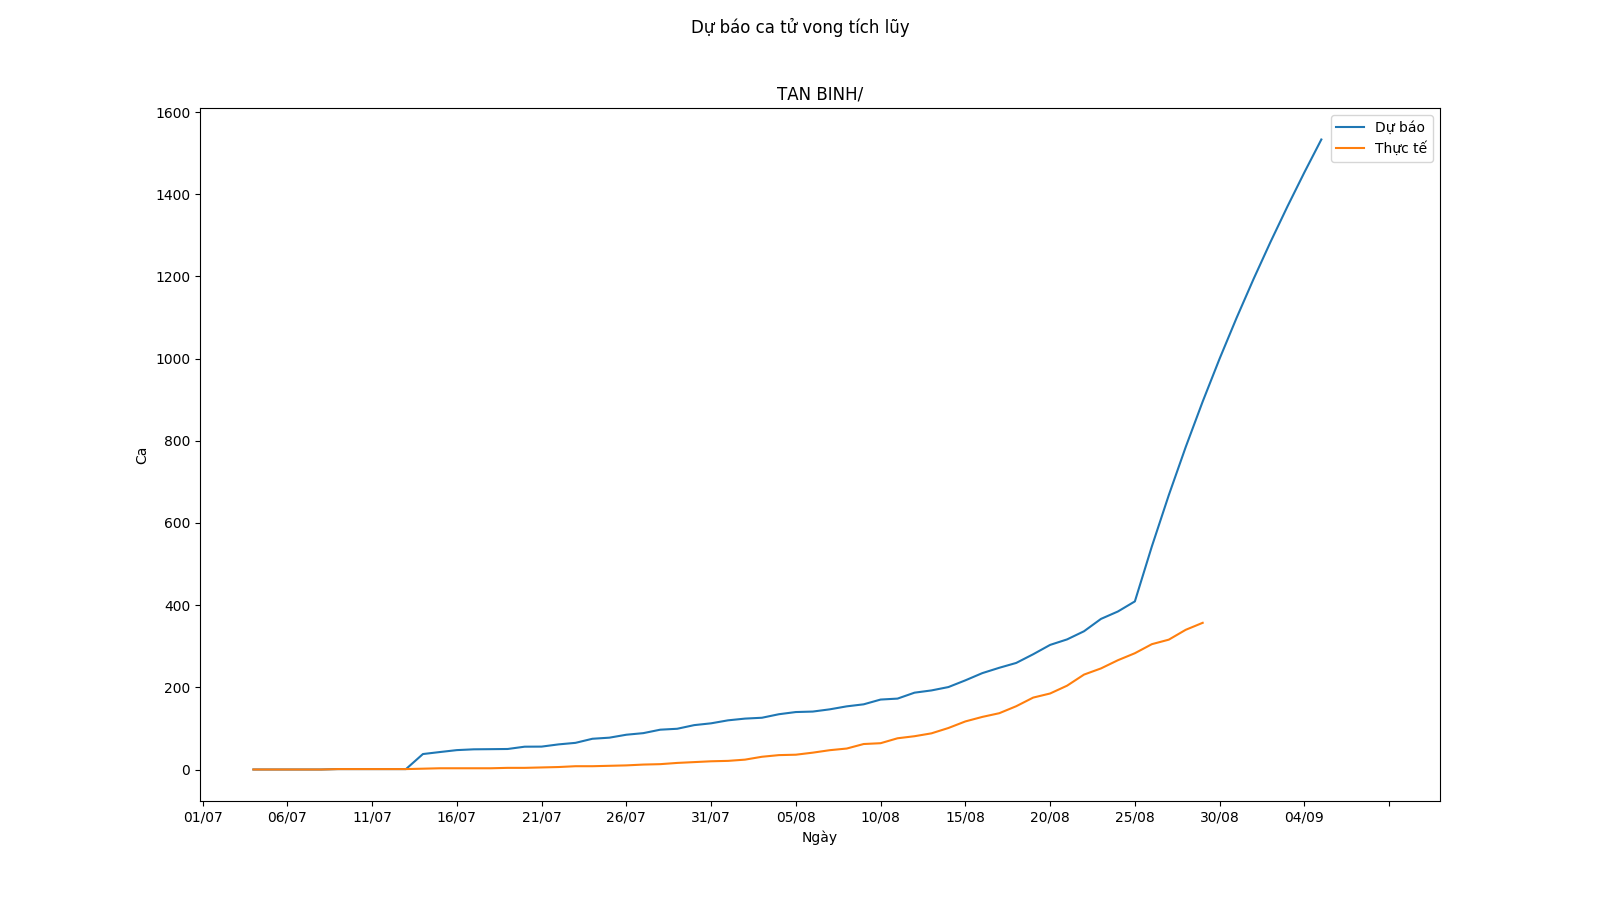 Dự báo ca tử vong tích lũy
TAN BINH/
Dự báo
Thực tế
1600
1400
1200
1000
800
600
400
200
0
Ca
01/07 06/07 11/07 16/07 21/07 26/07 31/07 05/08 10/08 15/08 20/08 25/08 30/08 04/09
Ngày